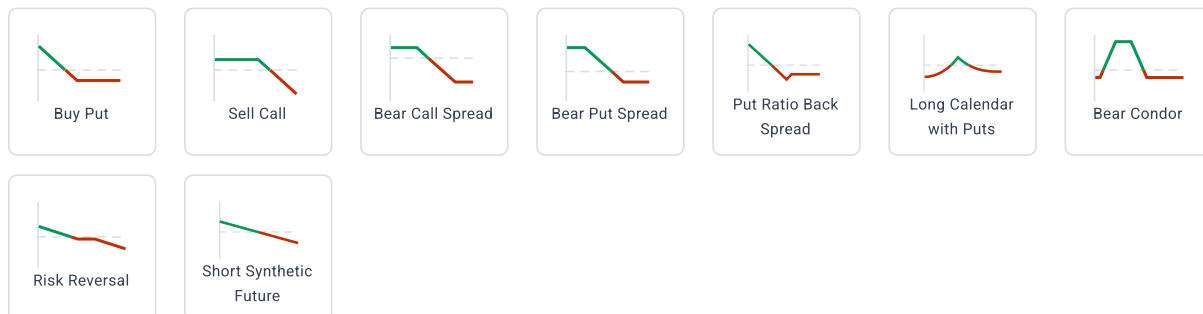 Buy Put
Sell Call
Bear Call Spread
Bear Put Spread
Put Ratio Back
Spread
Long Calendar
with Puts
Bear Condor
Risk Reversal
Short Synthetic
Future